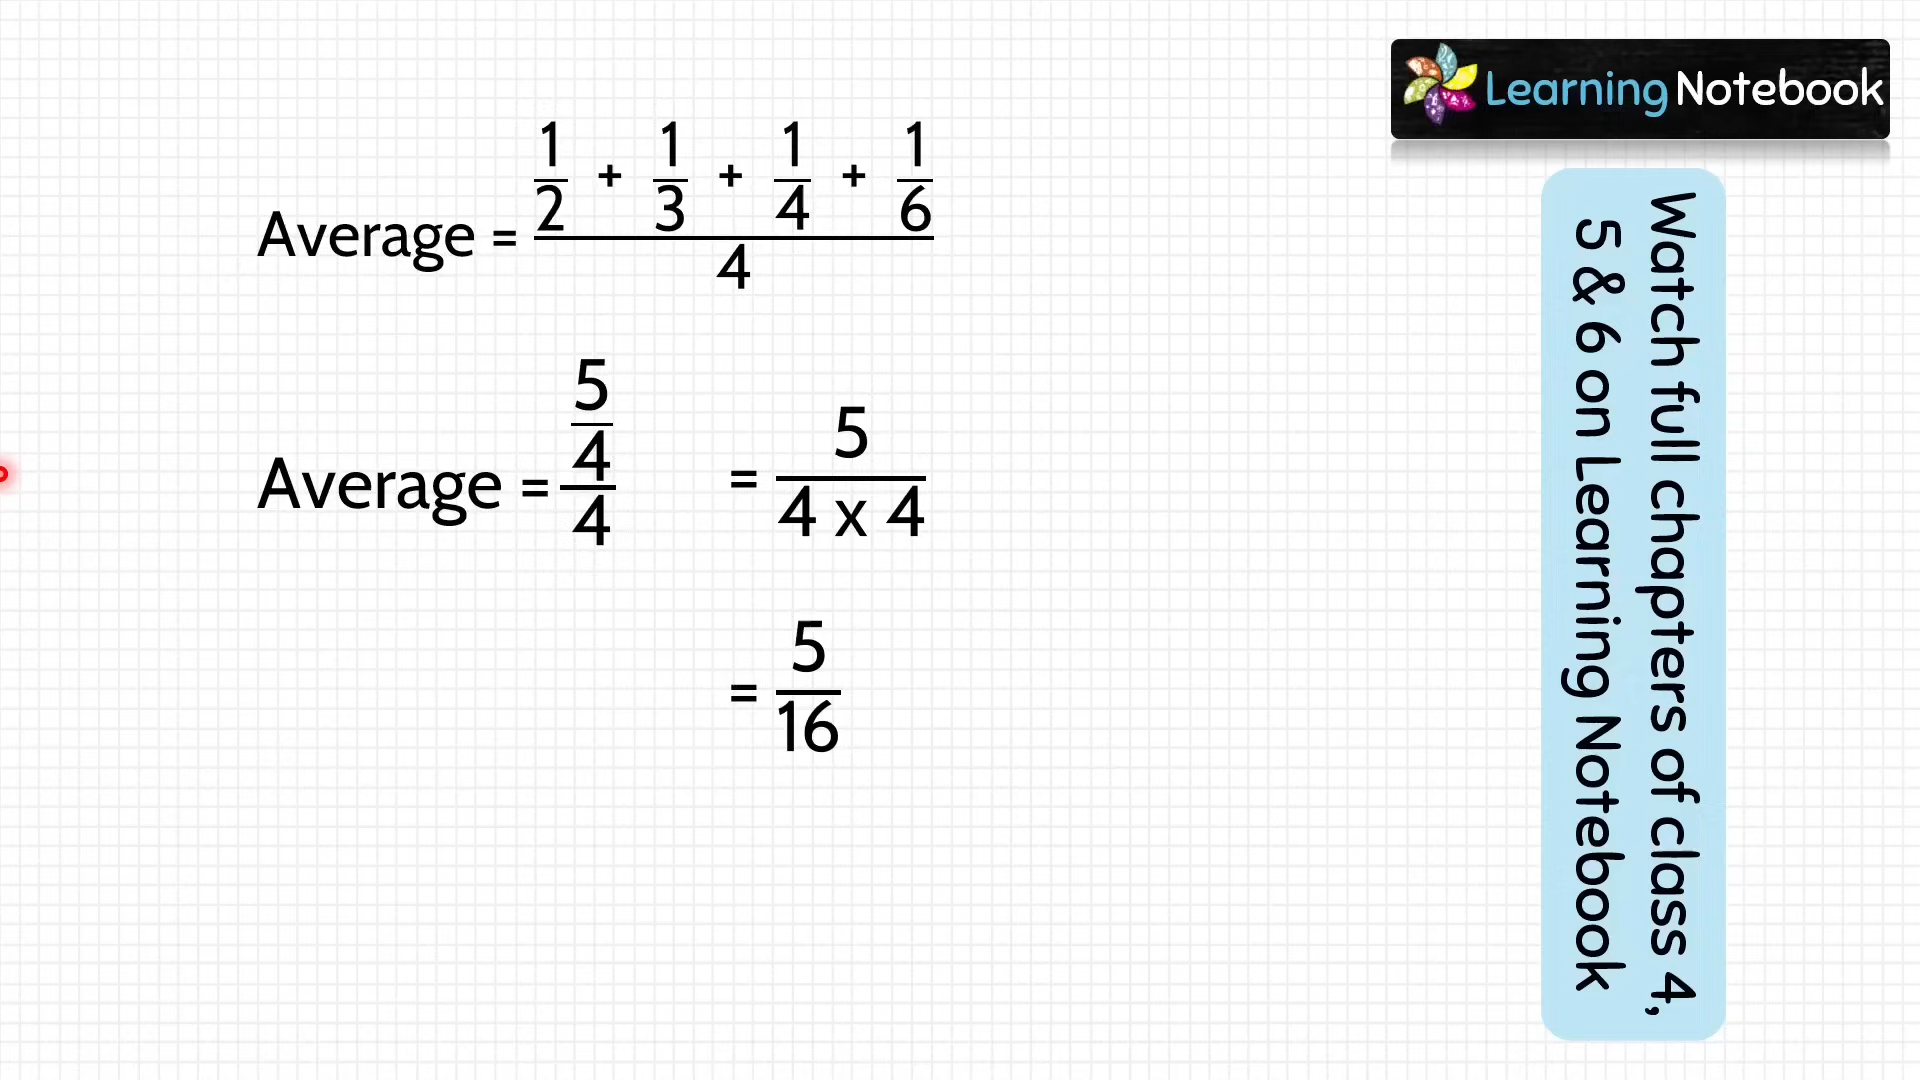 Learning Notebook
Average = (1/2 + 1/3 + 1/4 + 1/6) / 4
Average = (5/4) / 4 = 5 / (4 x 4)
= 5/16
Watch full chapters of class 4,
5 & 6 on Learning Notebook